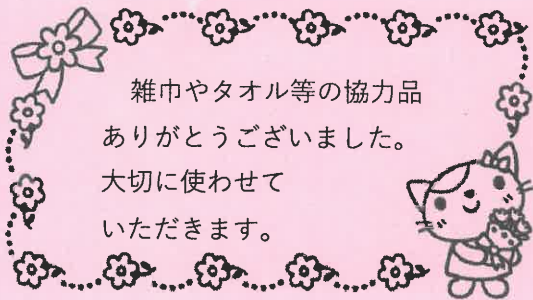 雑巾やタオル等の協力品
ありがとうございました。
大切に使わせて
いただきます。